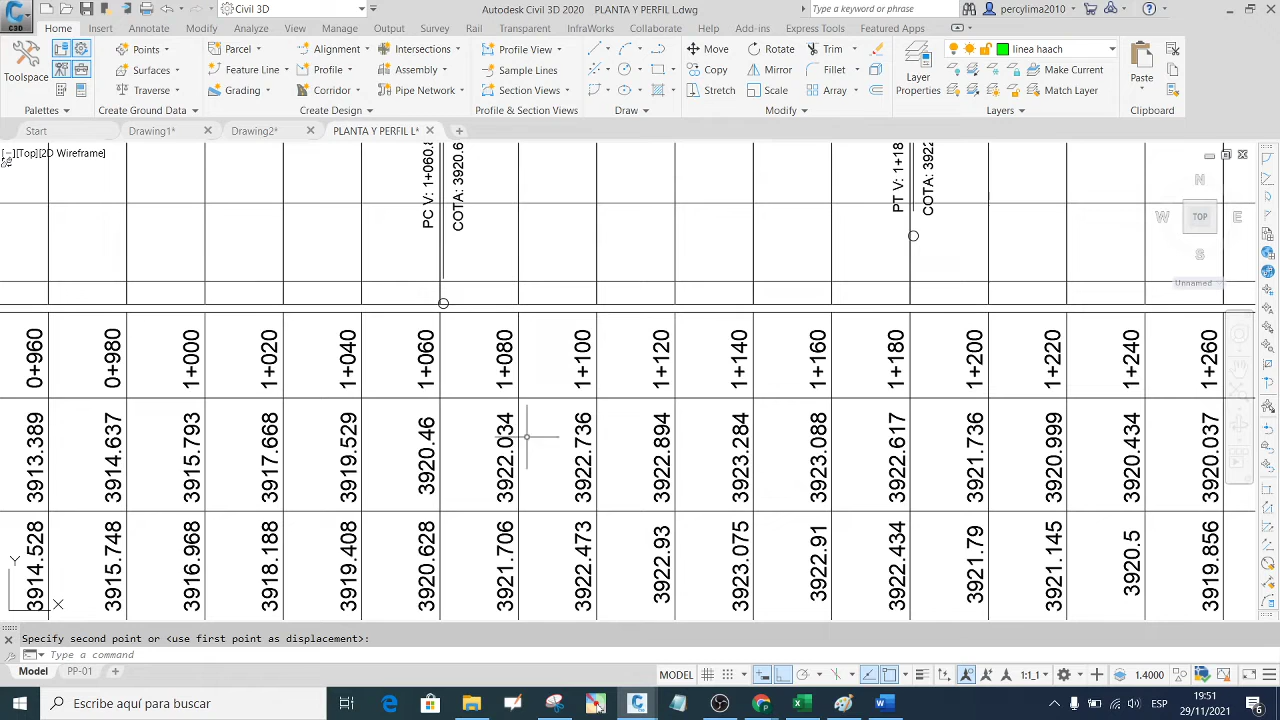 Civil 3D
Autodesk Civil 3D 2020 PLANTA Y PERFIL L.dwg
Type a keyword or phrase
percylima2010
C3D
Home Insert Annotate Modify Analyze View Manage Output Survey Rail Transparent InfraWorks Collaborate Help Add-ins Express Tools Featured Apps
Toolspace
Palettes
Points
Surfaces
Traverse
Create Ground Data
Parcel
Feature Line
Grading
Alignment
Profile
Corridor
Intersections
Assembly
Pipe Network
Create Design
Profile View
Sample Lines
Section Views
Profile & Section Views
Draw
Move
Copy
Stretch
Rotate
Mirror
Scale
Trim
Fillet
Array
Modify
Layer
Properties
linea haach
Make Current
Match Layer
Layers
Paste
Clipboard
Start Drawing1* Drawing2* PLANTA Y PERFIL L*
[–][Top][2D Wireframe]
N
W TOP E
S
Unnamed
PC V: 1+060.
COTA: 3920.6
PT V: 1+18
COTA: 3922
0+960 0+980 1+000 1+020 1+040 1+060 1+080 1+100 1+120 1+140 1+160 1+180 1+200 1+220 1+240 1+260
3913.389 3914.637 3915.793 3917.668 3919.529 3920.46 3922.034 3922.736 3922.894 3923.284 3923.088 3922.617 3921.736 3920.999 3920.434 3920.037
3914.528 3915.748 3916.968 3918.188 3919.408 3920.628 3921.706 3922.473 3922.93 3923.075 3922.91 3922.434 3921.79 3921.145 3920.5 3919.856
Y
X
Specify second point or <use first point as displacement>:
Type a command
Model PP-01
MODEL
1:1
1.4000
Escribe aquí para buscar
ESP
19:51
29/11/2021
6